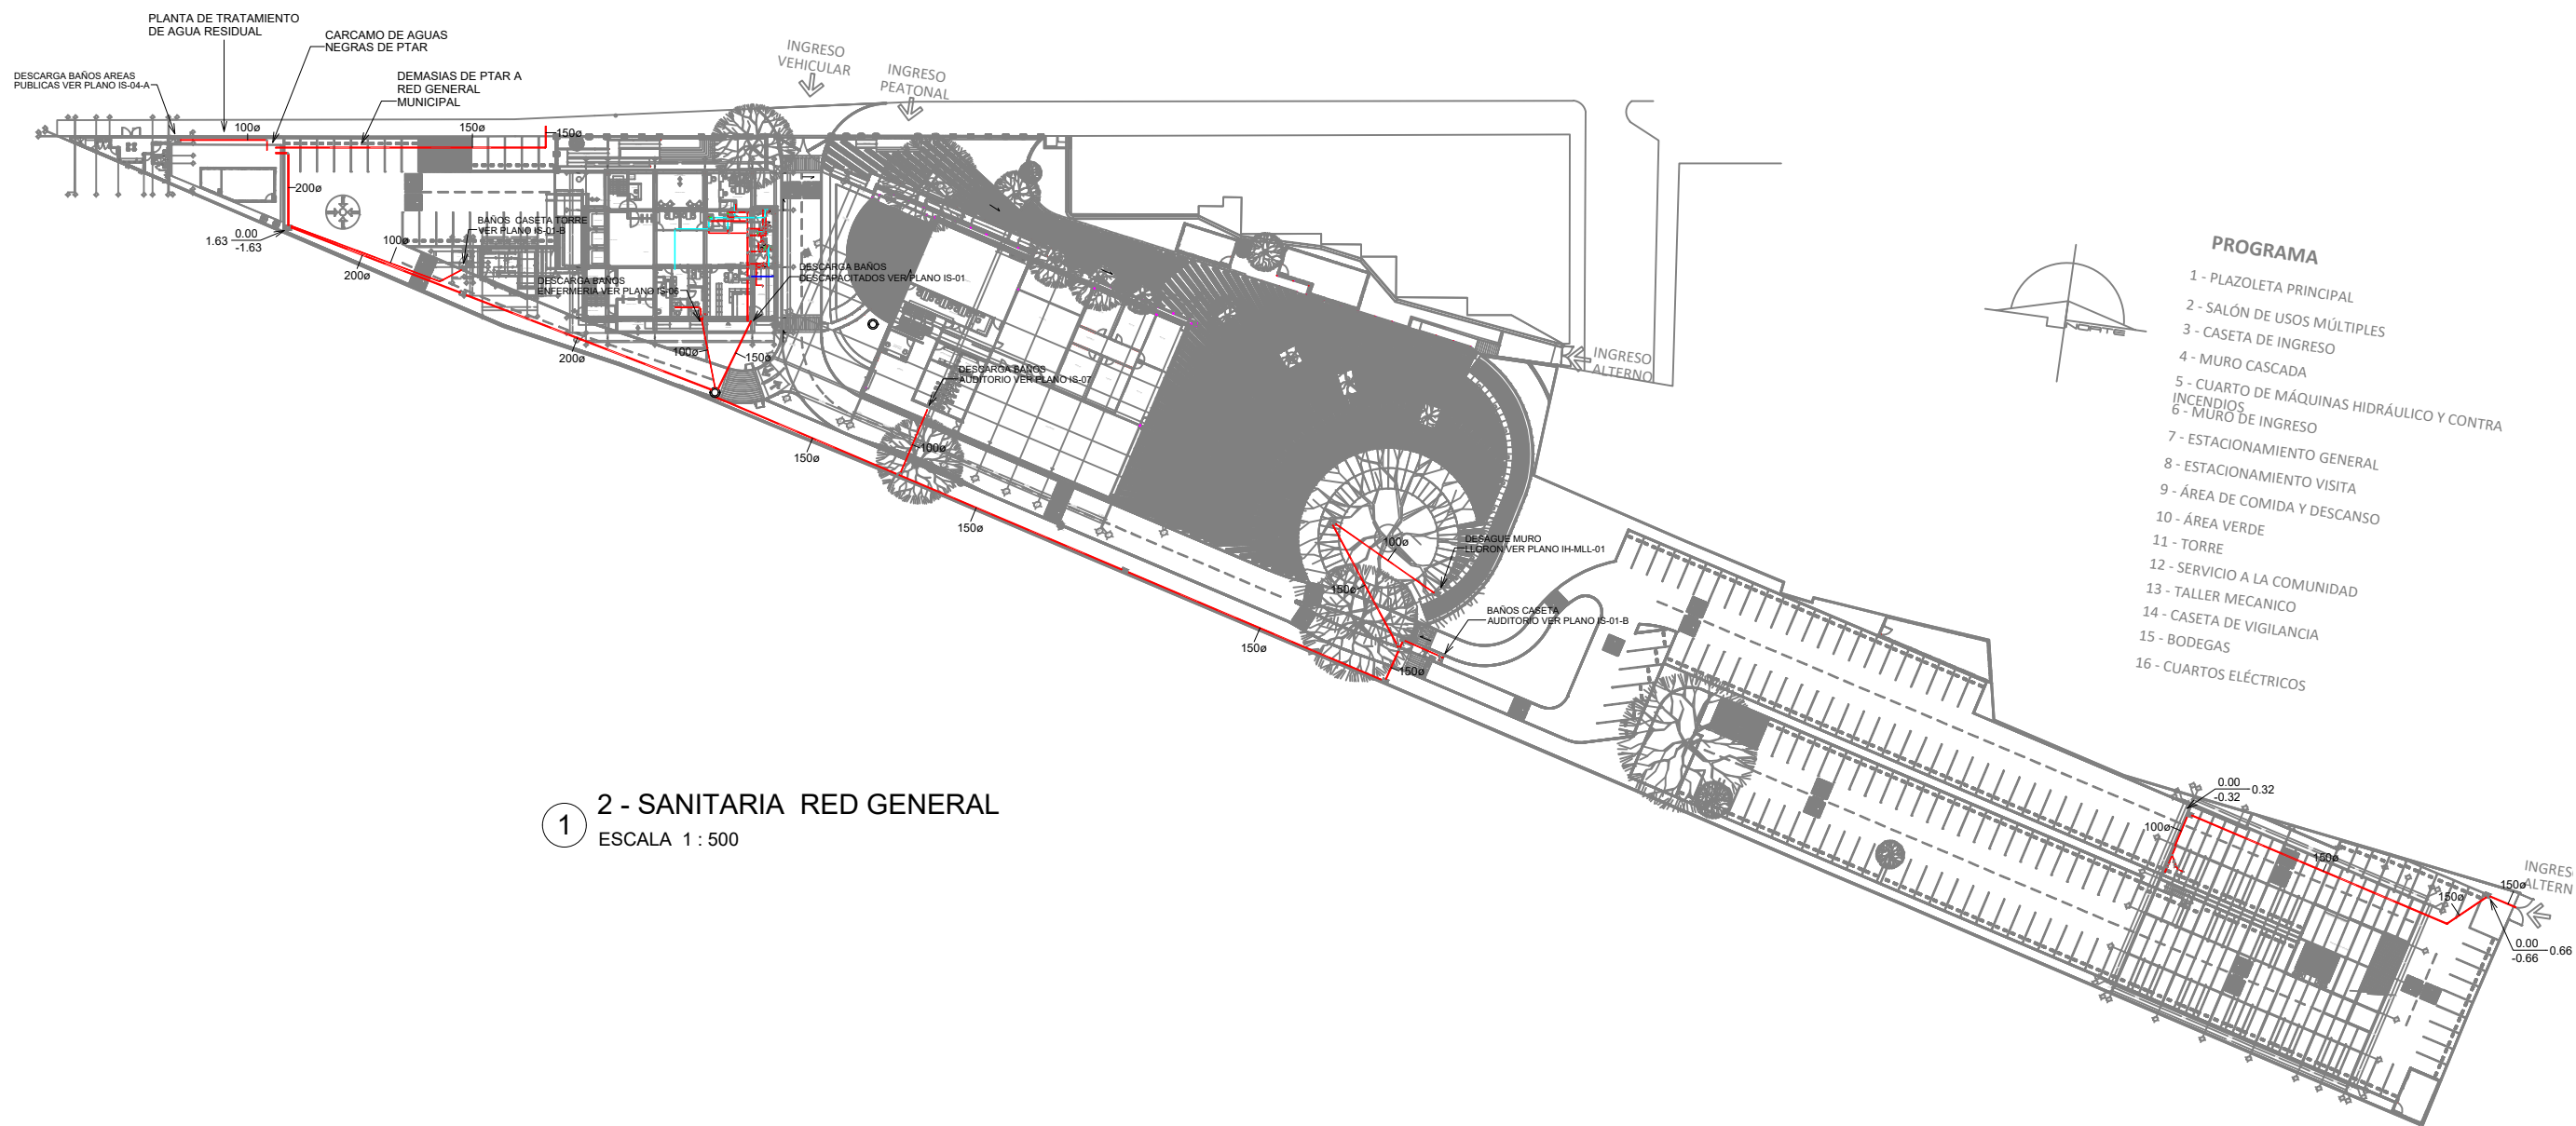 PLANTA DE TRATAMIENTO
DE AGUA RESIDUAL
CARCAMO DE AGUAS
NEGRAS DE PTAR
DESCARGA BAÑOS AREAS
PUBLICAS VER PLANO IS-04-A
DEMASIAS DE PTAR A
RED GENERAL
MUNICIPAL
INGRESO
VEHICULAR
INGRESO
PEATONAL
100ø
150ø
150ø
200ø
1.63
0.00
-1.63
BAÑOS CASETA TORRE
VER PLANO IS-01-B
100ø
200ø
DESCARGA BAÑOS
ENFERMERIA VER PLANO IS-06
DESCARGA BAÑOS
DESCAPACITADOS VER PLANO IS-01
200ø
100ø
150ø
DESCARGA BAÑOS
AUDITORIO VER PLANO IS-07
100ø
150ø
150ø
150ø
INGRESO
ALTERNO
DESAGUE MURO
LLORON VER PLANO IH-MLL-01
100ø
150ø
BAÑOS CASETA
AUDITORIO VER PLANO IS-01-B
150ø
NORTE
PROGRAMA
1 - PLAZOLETA PRINCIPAL
2 - SALÓN DE USOS MÚLTIPLES
3 - CASETA DE INGRESO
4 - MURO CASCADA
5 - CUARTO DE MÁQUINAS HIDRÁULICO Y CONTRA
INCENDIOS
6 - MURO DE INGRESO
7 - ESTACIONAMIENTO GENERAL
8 - ESTACIONAMIENTO VISITA
9 - ÁREA DE COMIDA Y DESCANSO
10 - ÁREA VERDE
11 - TORRE
12 - SERVICIO A LA COMUNIDAD
13 - TALLER MECANICO
14 - CASETA DE VIGILANCIA
15 - BODEGAS
16 - CUARTOS ELÉCTRICOS
0.00
-0.32
0.32
100ø
150ø
150ø
150ø
INGRES
ALTERN
0.00
-0.66
0.66
1
2 - SANITARIA RED GENERAL
ESCALA 1 : 500